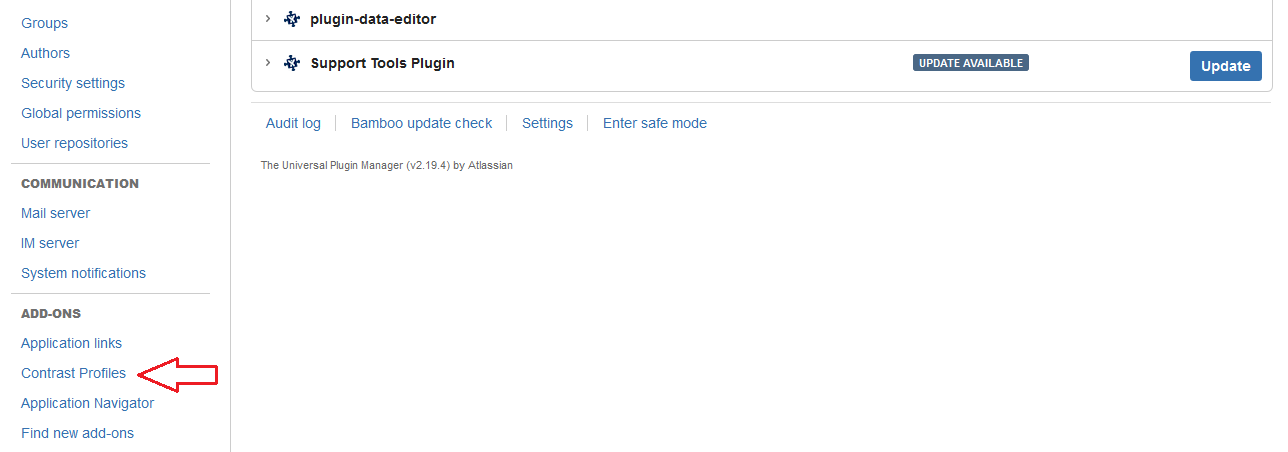 Groups
Authors
Security settings
Global permissions
User repositories
COMMUNICATION
Mail server
IM server
System notifications
ADD-ONS
Application links
Contrast Profiles
Application Navigator
Find new add-ons
plugin-data-editor
Support Tools Plugin UPDATE AVAILABLE Update
Audit log Bamboo update check Settings Enter safe mode
The Universal Plugin Manager (v2.19.4) by Atlassian